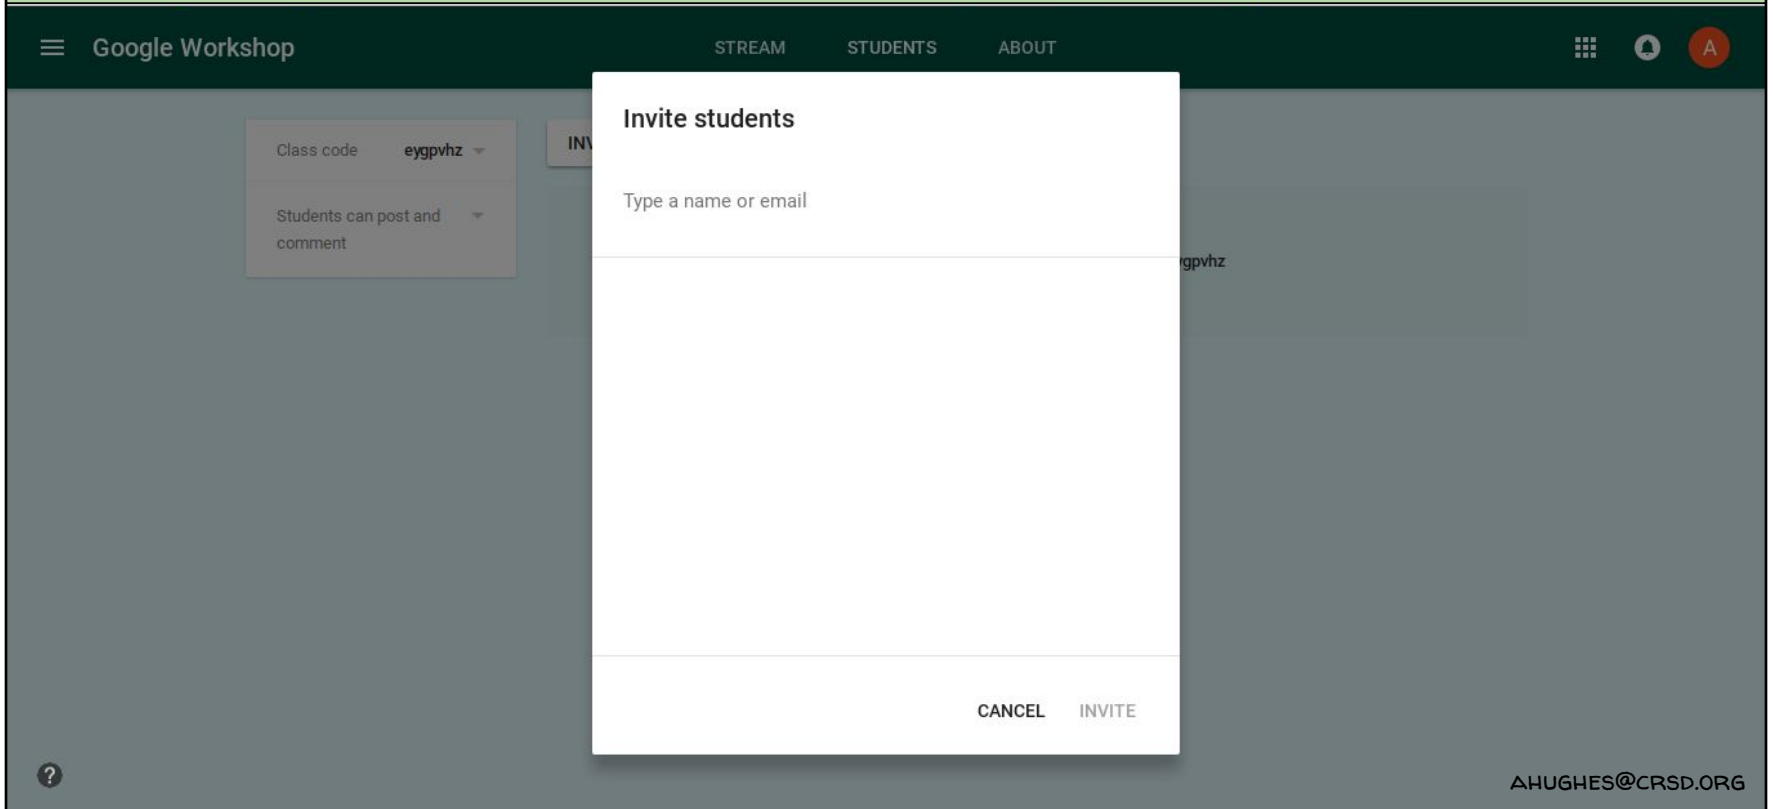 Google Workshop
STREAM STUDENTS ABOUT
A
Invite students
Class code eygpvhz
Type a name or email
Students can post and
comment
CANCEL INVITE
?
AHUGHES@CRSD.ORG